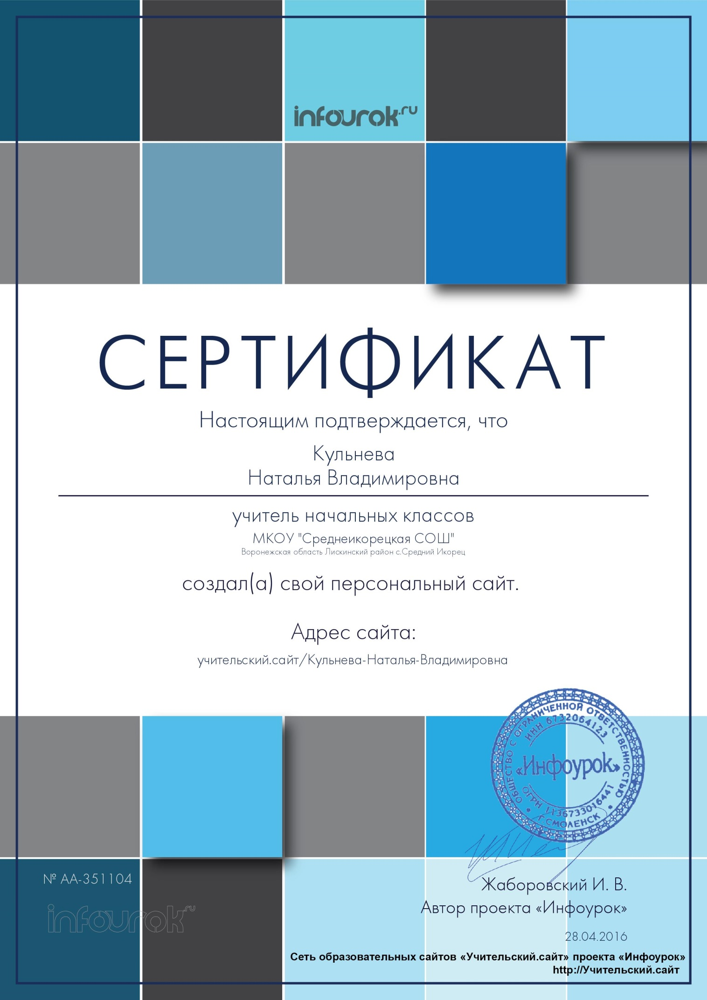 infourok.ru
СЕРТИФИКАТ
Настоящим подтверждается, что
Кульнева
Наталья Владимировна
учитель начальных классов
МКОУ "Среднеикорецкая СОШ"
Воронежская область Лискинский район с.Средний Икорец
создал(а) свой персональный сайт.
Адрес сайта:
учительский.сайт/Кульнева-Наталья-Владимировна
ОБЩЕСТВО С ОГРАНИЧЕННОЙ ОТВЕТСТВЕННОСТЬЮ
ИНН 6732064123
«Инфоурок»
ОГРН 1136733016441
Г.СМОЛЕНСК
№ АА-351104
infourok.ru
Жаборовский И. В.
Автор проекта «Инфоурок»
28.04.2016
Сеть образовательных сайтов «Учительский.сайт» проекта «Инфоурок»
http://Учительский.сайт